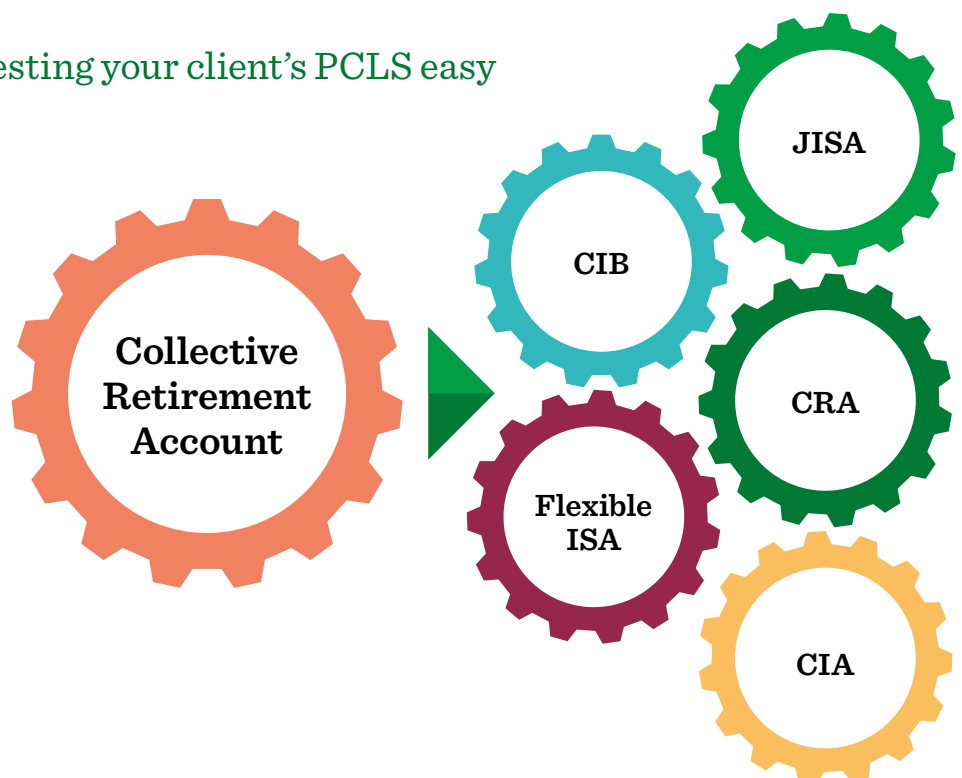 esting your client's PCLS easy
JISA
CIB
Collective
Retirement
Account
CRA
Flexible
ISA
CIA